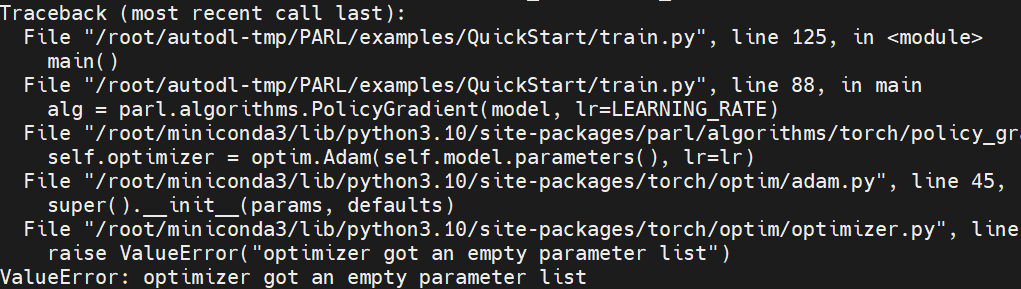 Traceback (most recent call last):
  File "/root/autodl-tmp/PARL/examples/QuickStart/train.py", line 125, in <module>
    main()
  File "/root/autodl-tmp/PARL/examples/QuickStart/train.py", line 88, in main
    alg = parl.algorithms.PolicyGradient(model, lr=LEARNING_RATE)
  File "/root/miniconda3/lib/python3.10/site-packages/parl/algorithms/torch/policy_gra
    self.optimizer = optim.Adam(self.model.parameters(), lr=lr)
  File "/root/miniconda3/lib/python3.10/site-packages/torch/optim/adam.py", line 45,
    super().__init__(params, defaults)
  File "/root/miniconda3/lib/python3.10/site-packages/torch/optim/optimizer.py", line
    raise ValueError("optimizer got an empty parameter list")
ValueError: optimizer got an empty parameter list